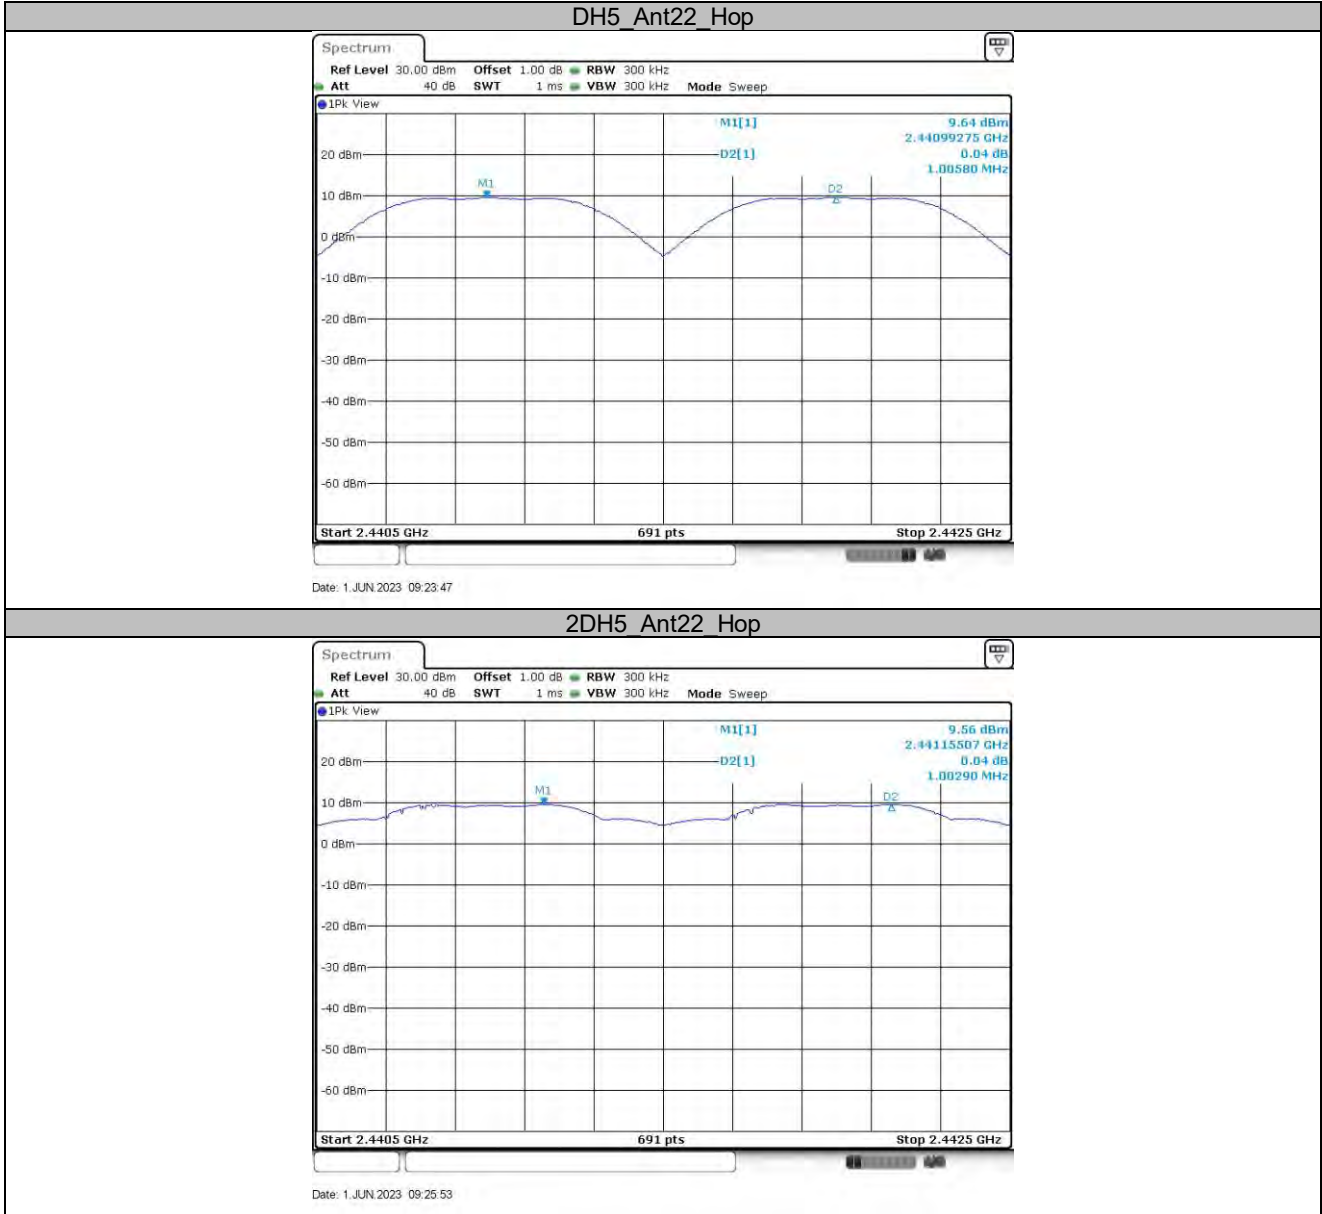 DH5_Ant22_Hop
Spectrum
Ref Level 30.00 dBm Offset 1.00 dB RBW 300 kHz
Att 40 dB SWT 1 ms VBW 300 kHz Mode Sweep
1Pk View
M1[1] 9.64 dBm
2.44099275 GHz
20 dBm D2[1] 0.04 dB
1.00580 MHz
M1 D2
10 dBm
0 dBm
-10 dBm
-20 dBm
-30 dBm
-40 dBm
-50 dBm
-60 dBm
Start 2.4405 GHz 691 pts Stop 2.4425 GHz
Date: 1.JUN.2023 09:23:47
2DH5_Ant22_Hop
Spectrum
Ref Level 30.00 dBm Offset 1.00 dB RBW 300 kHz
Att 40 dB SWT 1 ms VBW 300 kHz Mode Sweep
1Pk View
M1[1] 9.56 dBm
2.44115507 GHz
20 dBm D2[1] 0.04 dB
1.00290 MHz
M1 D2
10 dBm
0 dBm
-10 dBm
-20 dBm
-30 dBm
-40 dBm
-50 dBm
-60 dBm
Start 2.4405 GHz 691 pts Stop 2.4425 GHz
Date: 1.JUN.2023 09:25:53